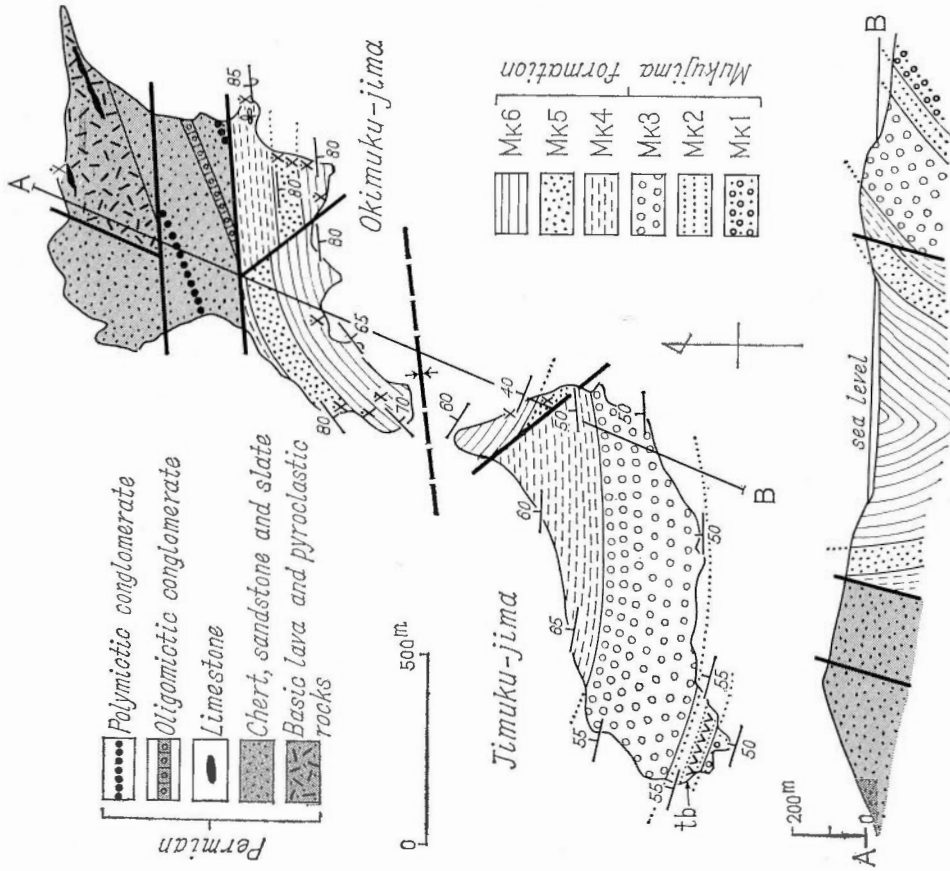 Polymictic conglomerate
Oligomictic conglomerate
Limestone
Chert, sandstone and slate
Basic lava and pyroclastic
rocks
Permian
0
500m
A
Okimuku-jima
85
80
80
80
80
65
70
Mk6
Mk5
Mk4
Mk3
Mk2
Mk1
Mukujima formation
60
40
50
50
60
65
50
55
55
55
50
tb
B
Jimuku-jima
200m
0
A
sea level
B